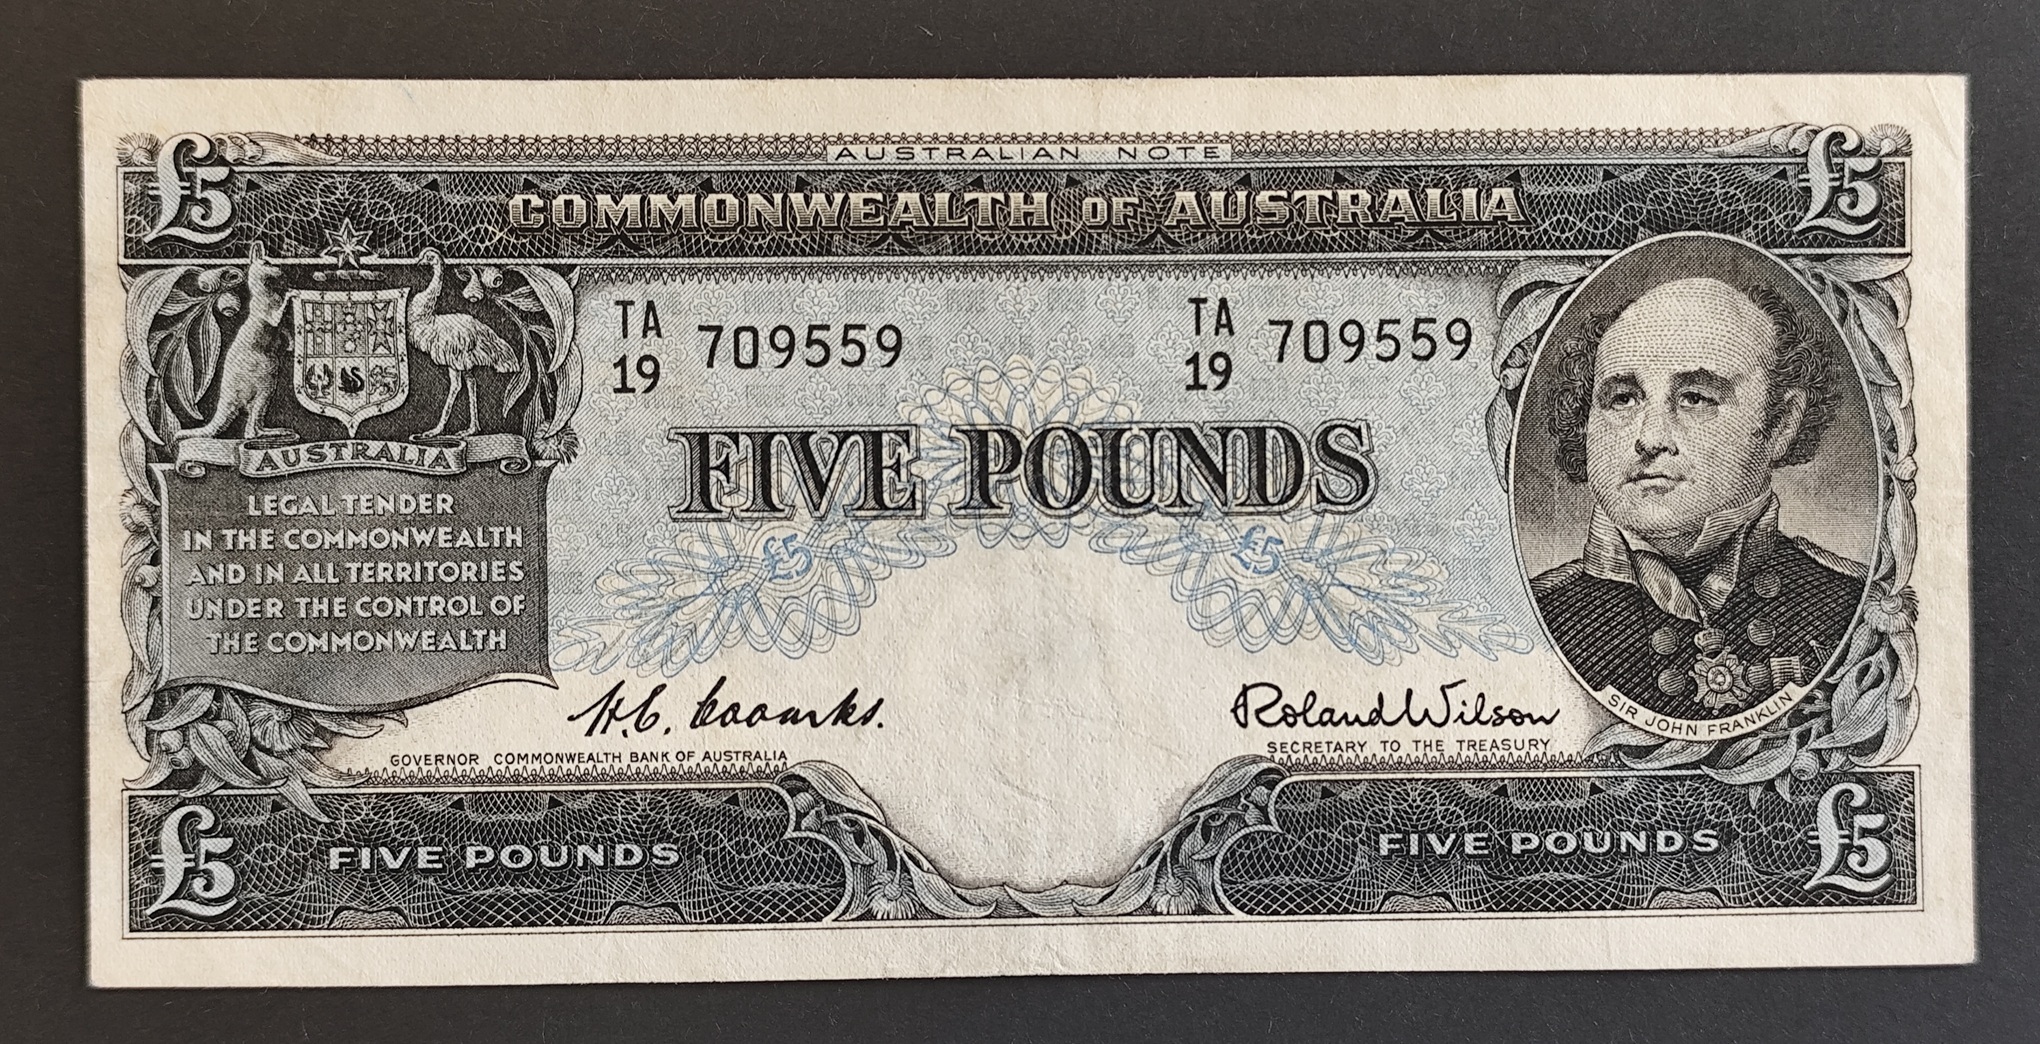 AUSTRALIAN NOTE
£5 COMMONWEALTH OF AUSTRALIA £5
TA 19 709559
TA 19 709559
FIVE POUNDS
£5 £5
AUSTRALIA
LEGAL TENDER
IN THE COMMONWEALTH
AND IN ALL TERRITORIES
UNDER THE CONTROL OF
THE COMMONWEALTH
H.C. Coombs.
GOVERNOR COMMONWEALTH BANK OF AUSTRALIA
Roland Wilson
SECRETARY TO THE TREASURY
SIR JOHN FRANKLIN
£5 FIVE POUNDS
FIVE POUNDS £5